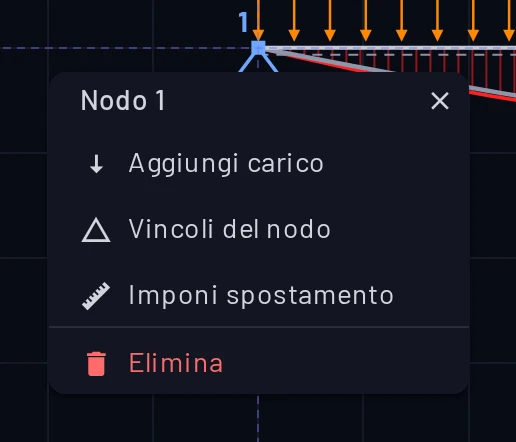 1
Nodo 1
Aggiungi carico
Vincoli del nodo
Imponi spostamento
Elimina